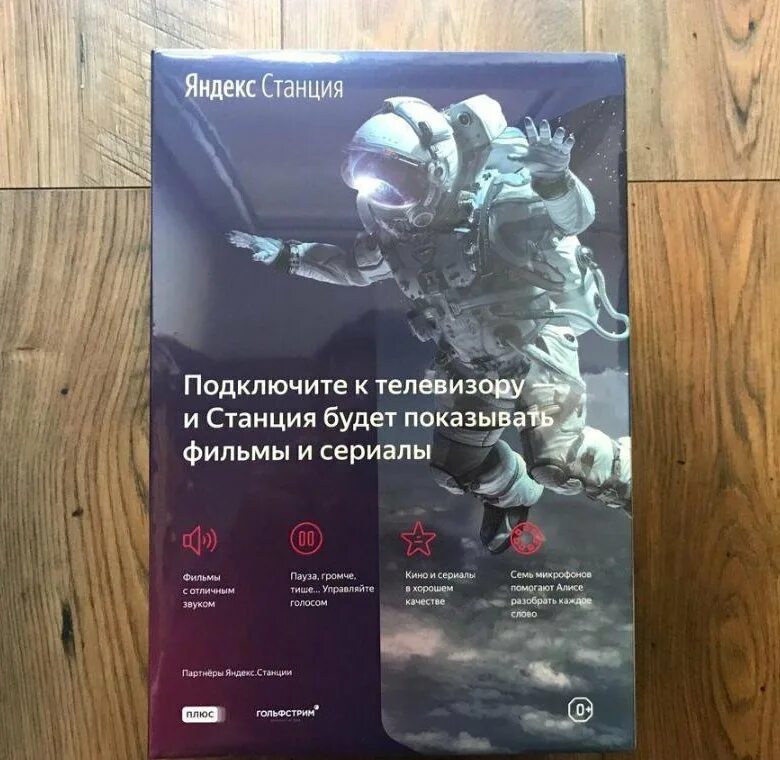 Яндекс Станция
Подключите к телевизору —
и Станция будет показывать
фильмы и сериалы
Фильмы
с отличным
звуком
Пауза, громче,
тише... Управляйте
голосом
Кино и сериалы
в хорошем
качестве
Семь микрофонов
помогают Алисе
разобрать каждое
слово
Партнёры Яндекс.Станции
ПЛЮС
ГОЛЬФСТРИМ
0+